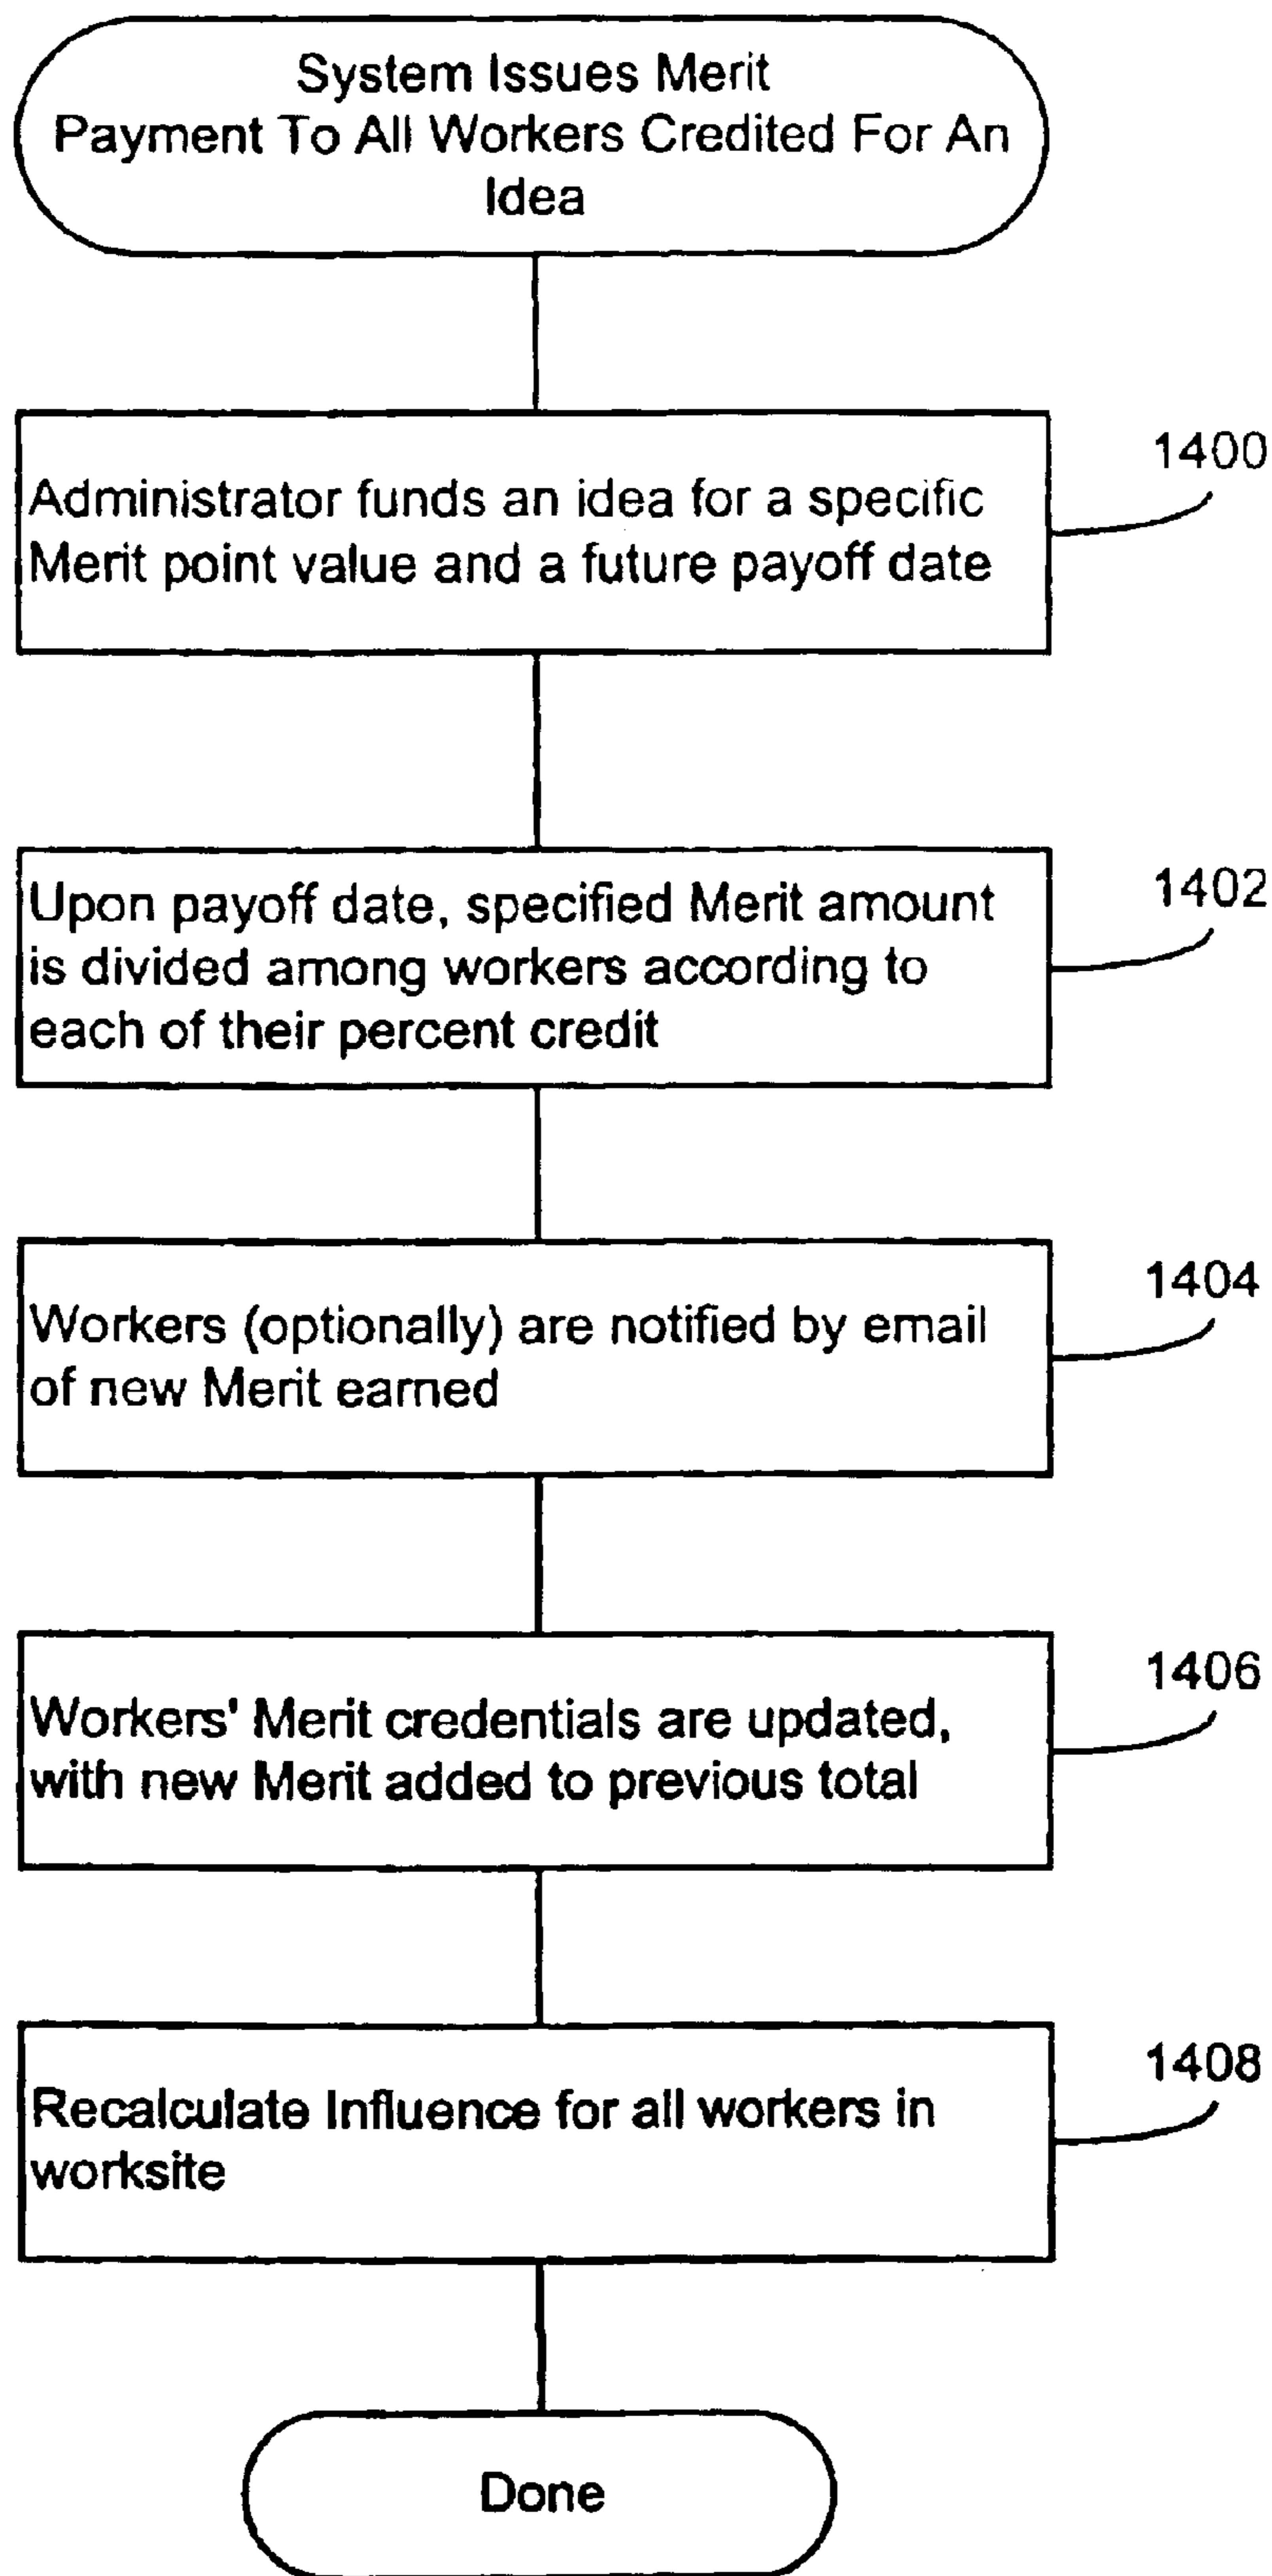 System Issues Merit
Payment To All Workers Credited For An
Idea
1400
Administrator funds an idea for a specific
Merit point value and a future payoff date
1402
Upon payoff date, specified Merit amount
is divided among workers according to
each of their percent credit
1404
Workers (optionally) are notified by email
of new Merit earned
1406
Workers' Merit credentials are updated,
with new Merit added to previous total
1408
Recalculate Influence for all workers in
worksite
Done